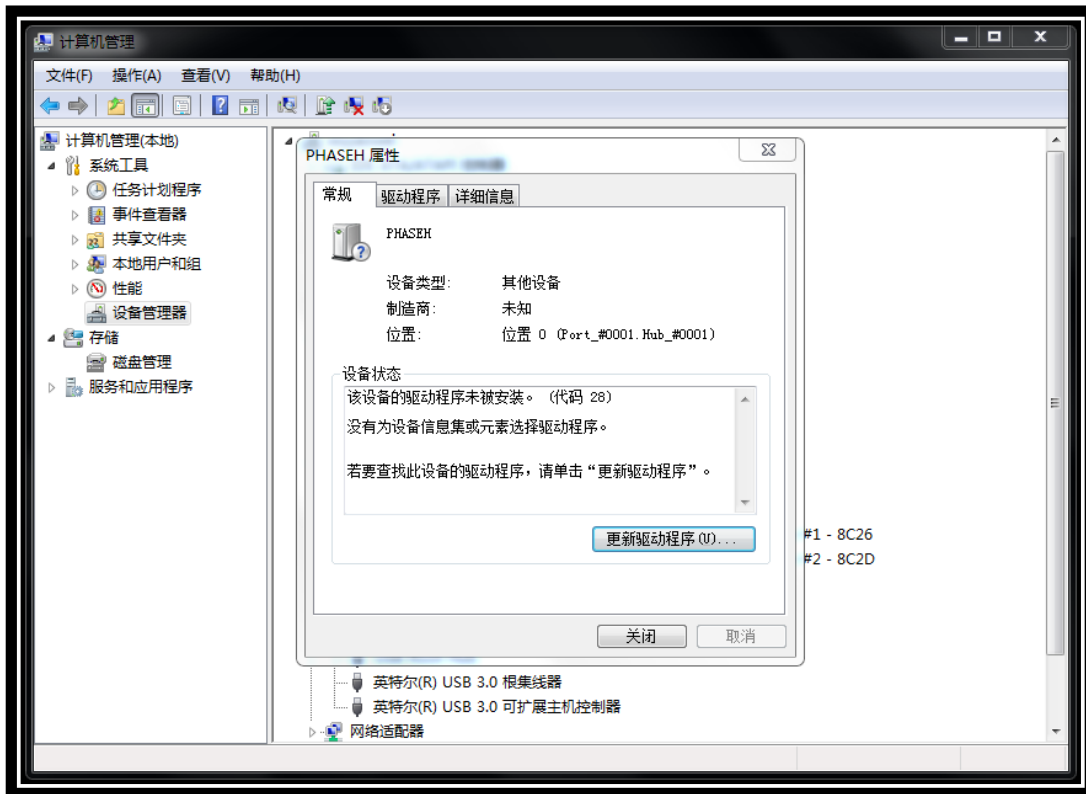 计算机管理
文件(F) 操作(A) 查看(V) 帮助(H)
计算机管理(本地)
系统工具
任务计划程序
事件查看器
共享文件夹
本地用户和组
性能
设备管理器
存储
磁盘管理
服务和应用程序
PHASEH 属性
常规 驱动程序 详细信息
PHASEH
设备类型: 其他设备
制造商: 未知
位置: 位置 0 (Port_#0001.Hub_#0001)
设备状态
该设备的驱动程序未被安装。 (代码 28)
没有为设备信息集或元素选择驱动程序。
若要查找此设备的驱动程序，请单击“更新驱动程序”。
更新驱动程序(U)...
关闭 取消
#1 - 8C26
#2 - 8C2D
英特尔(R) USB 3.0 根集线器
英特尔(R) USB 3.0 可扩展主机控制器
网络适配器